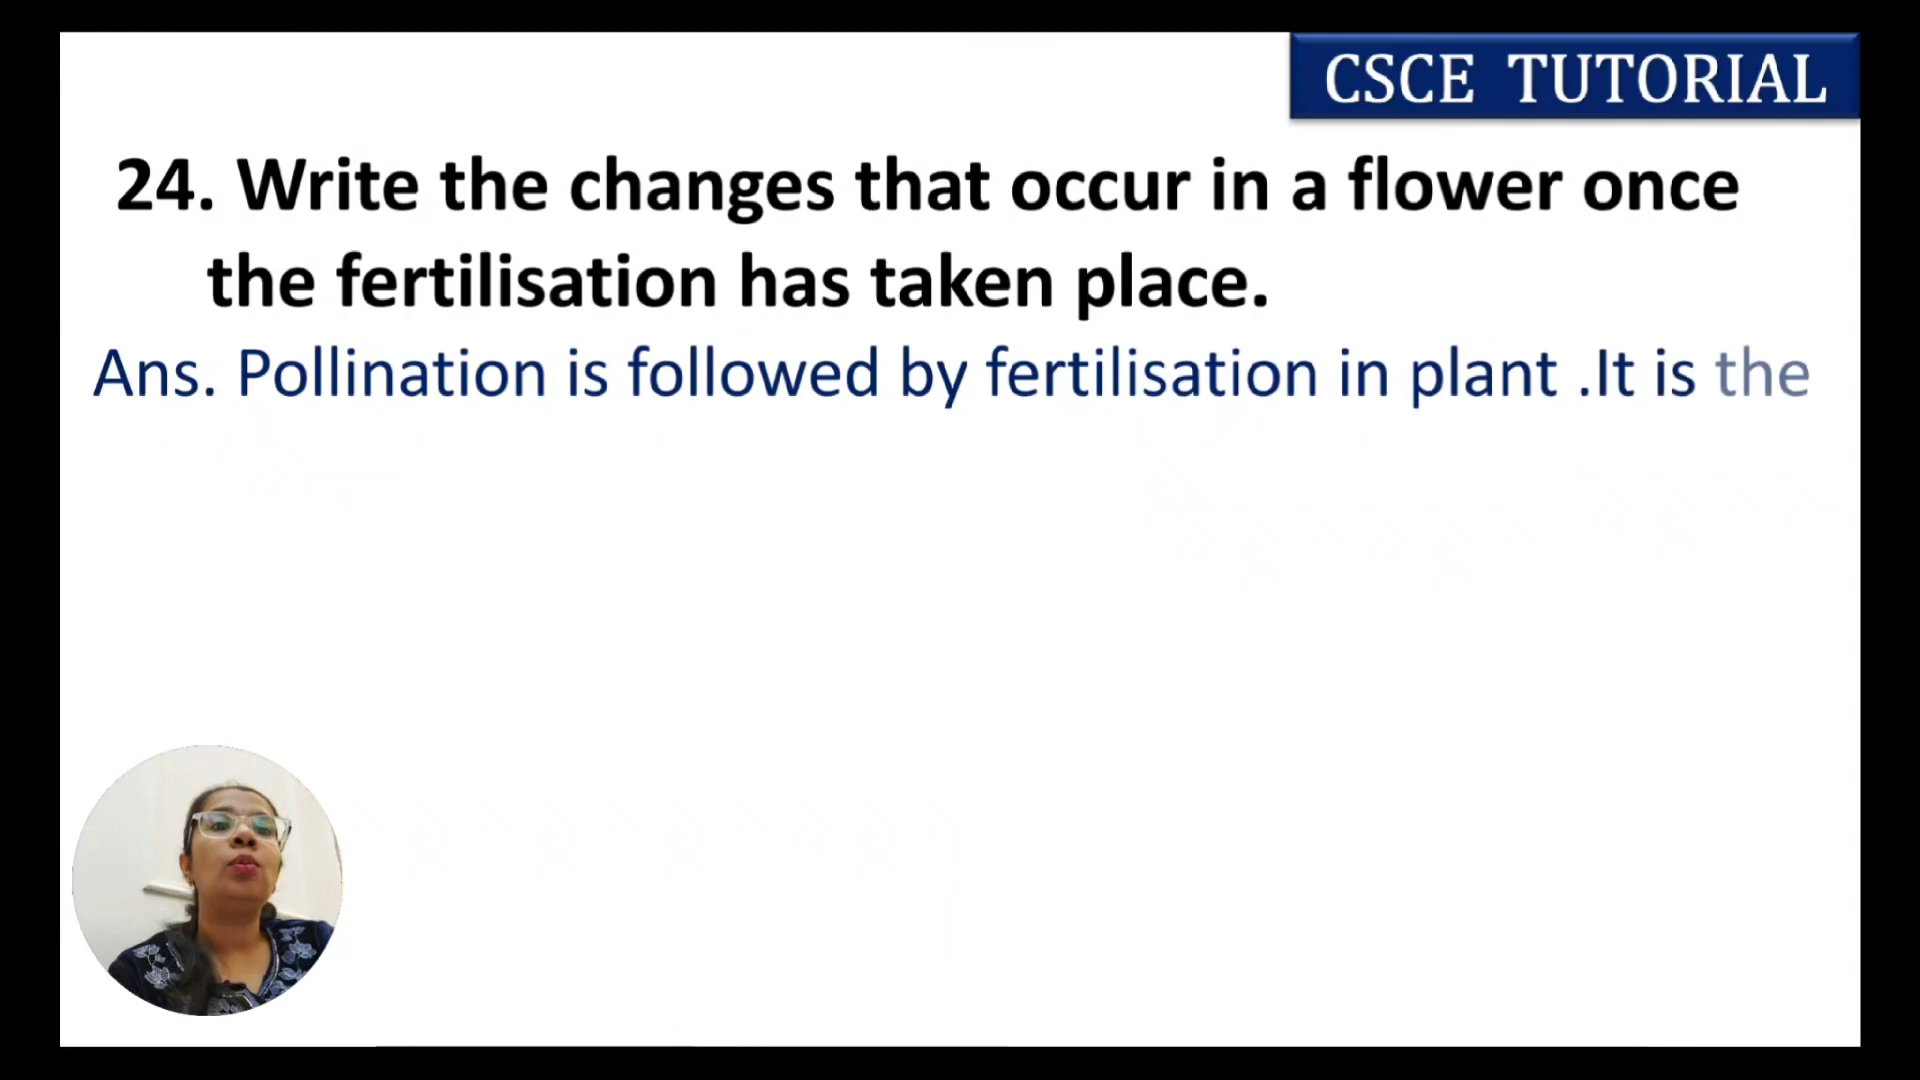 CSCE TUTORIAL
24. Write the changes that occur in a flower once
the fertilisation has taken place.
Ans. Pollination is followed by fertilisation in plant .It is the